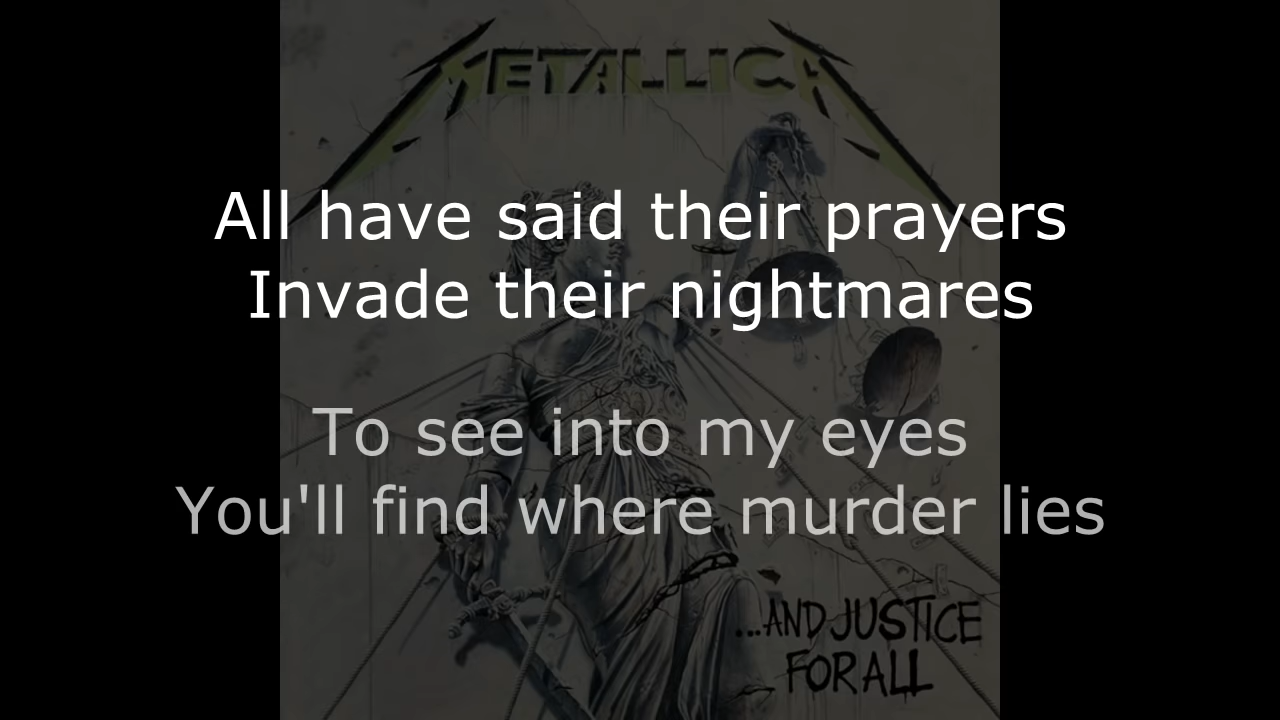 METALLICA
All have said their prayers
Invade their nightmares
To see into my eyes
You'll find where murder lies
...AND JUSTICE
FOR ALL